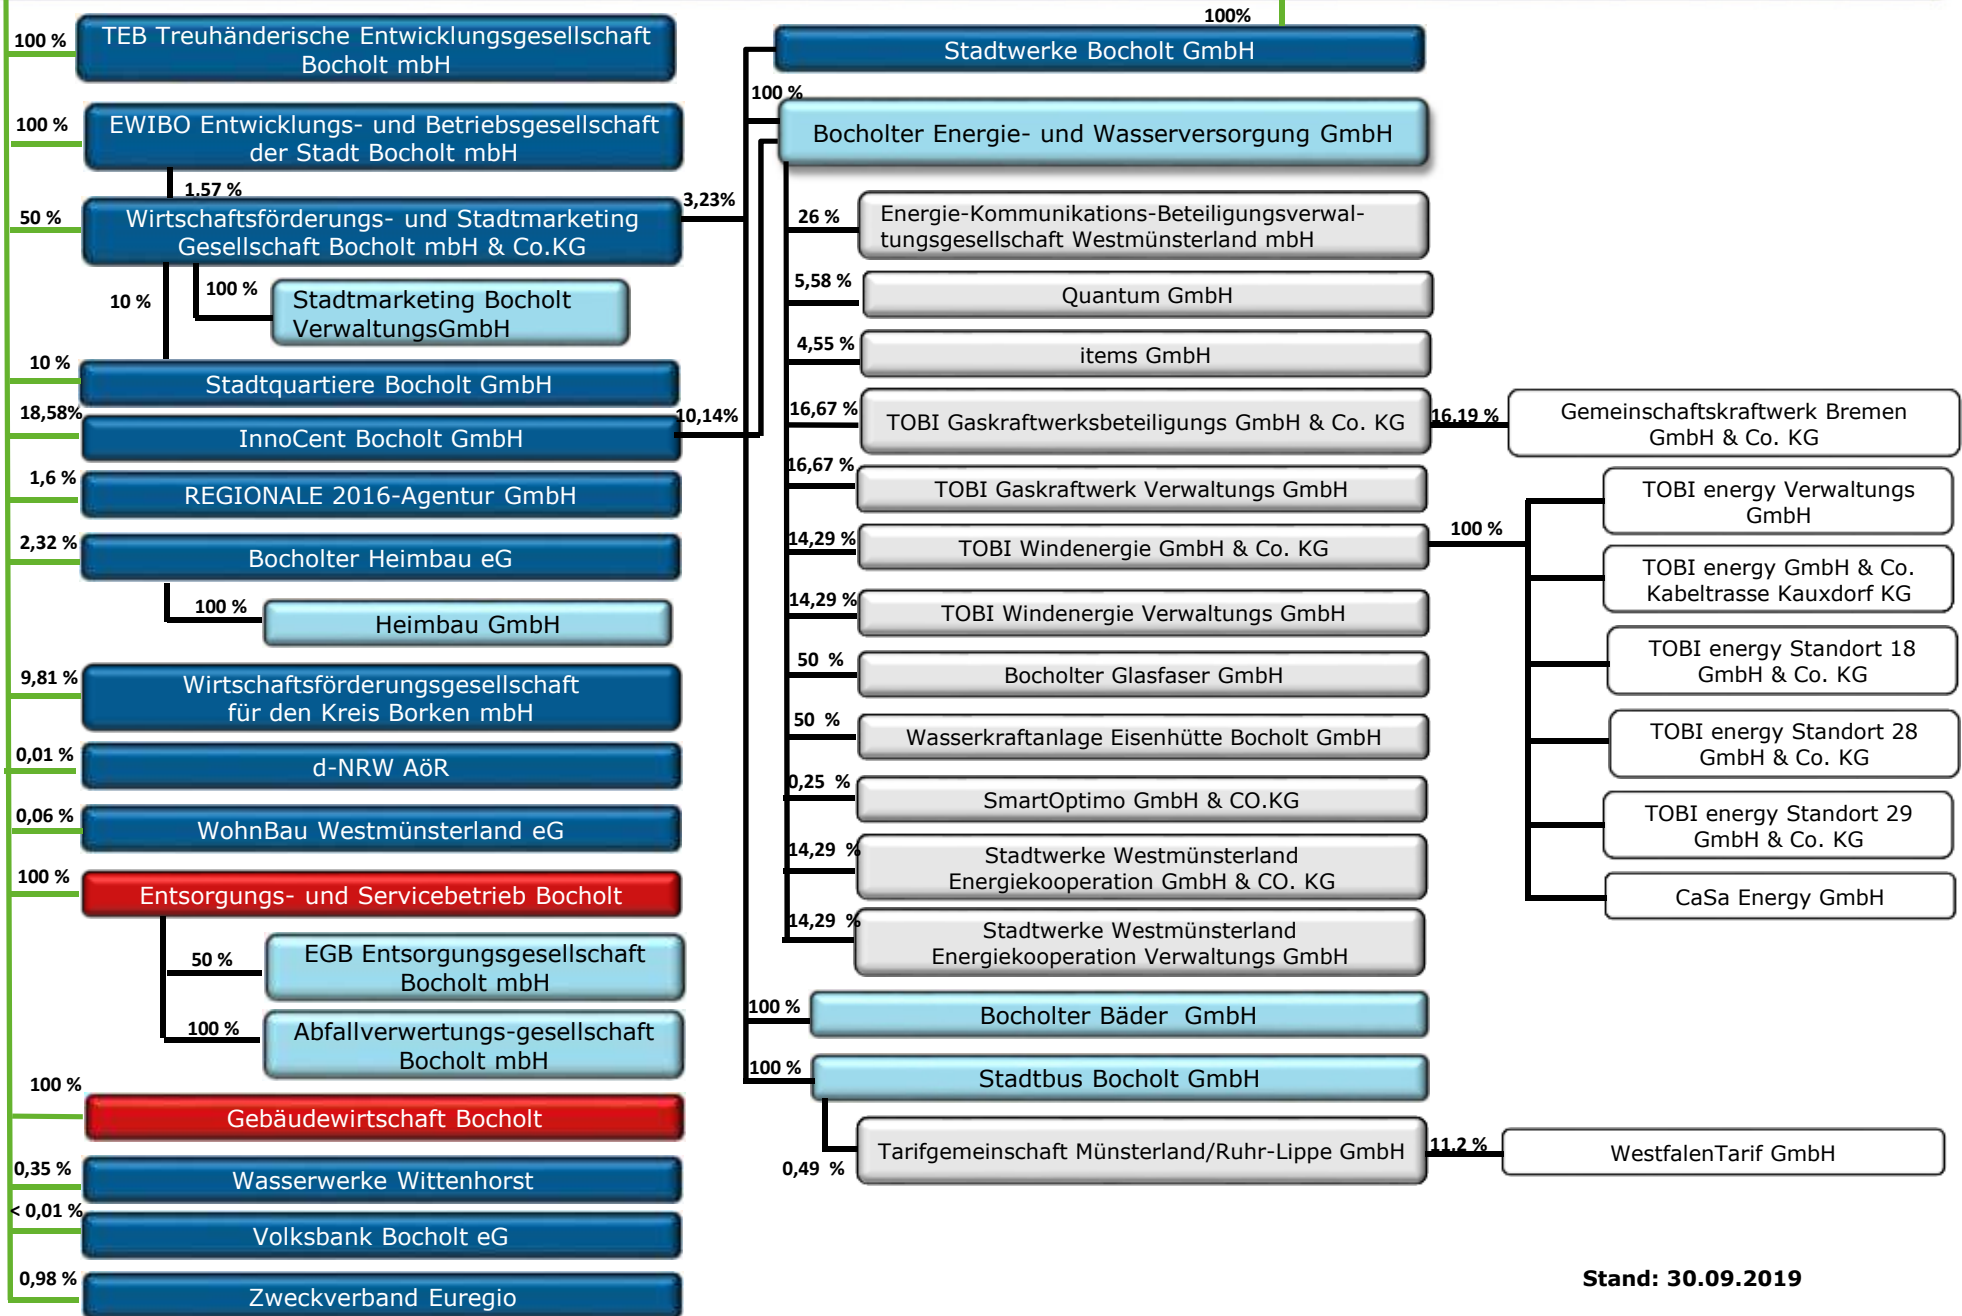 100 %
TEB Treuhänderische Entwicklungsgesellschaft
Bocholt mbH
100 %
EWIBO Entwicklungs- und Betriebsgesellschaft
der Stadt Bocholt mbH
1,57 %
50 %
Wirtschaftsförderungs- und Stadtmarketing
Gesellschaft Bocholt mbH & Co.KG
3,23%
10 %
100 %
Stadtmarketing Bocholt
VerwaltungsGmbH
10 %
Stadtquartiere Bocholt GmbH
18,58%
InnoCent Bocholt GmbH
10,14%
1,6 %
REGIONALE 2016-Agentur GmbH
2,32 %
Bocholter Heimbau eG
100 %
Heimbau GmbH
9,81 %
Wirtschaftsförderungsgesellschaft
für den Kreis Borken mbH
0,01 %
d-NRW AöR
0,06 %
WohnBau Westmünsterland eG
100 %
Entsorgungs- und Servicebetrieb Bocholt
50 %
EGB Entsorgungsgesellschaft
Bocholt mbH
100 %
Abfallverwertungs-gesellschaft
Bocholt mbH
100 %
Gebäudewirtschaft Bocholt
0,35 %
Wasserwerke Wittenhorst
< 0,01 %
Volksbank Bocholt eG
0,98 %
Zweckverband Euregio
100%
Stadtwerke Bocholt GmbH
100 %
Bocholter Energie- und Wasserversorgung GmbH
26 %
Energie-Kommunikations-Beteiligungsverwal-
tungsgesellschaft Westmünsterland mbH
5,58 %
Quantum GmbH
4,55 %
items GmbH
16,67 %
TOBI Gaskraftwerksbeteiligungs GmbH & Co. KG
16,19 %
Gemeinschaftskraftwerk Bremen
GmbH & Co. KG
16,67 %
TOBI Gaskraftwerk Verwaltungs GmbH
14,29 %
TOBI Windenergie GmbH & Co. KG
100 %
TOBI energy Verwaltungs
GmbH
TOBI energy GmbH & Co.
Kabeltrasse Kauxdorf KG
TOBI energy Standort 18
GmbH & Co. KG
TOBI energy Standort 28
GmbH & Co. KG
TOBI energy Standort 29
GmbH & Co. KG
CaSa Energy GmbH
14,29 %
TOBI Windenergie Verwaltungs GmbH
50 %
Bocholter Glasfaser GmbH
50 %
Wasserkraftanlage Eisenhütte Bocholt GmbH
0,25 %
SmartOptimo GmbH & CO.KG
14,29 %
Stadtwerke Westmünsterland
Energiekooperation GmbH & CO. KG
14,29 %
Stadtwerke Westmünsterland
Energiekooperation Verwaltungs GmbH
100 %
Bocholter Bäder GmbH
100 %
Stadtbus Bocholt GmbH
0,49 %
Tarifgemeinschaft Münsterland/Ruhr-Lippe GmbH
11,2 %
WestfalenTarif GmbH
Stand: 30.09.2019